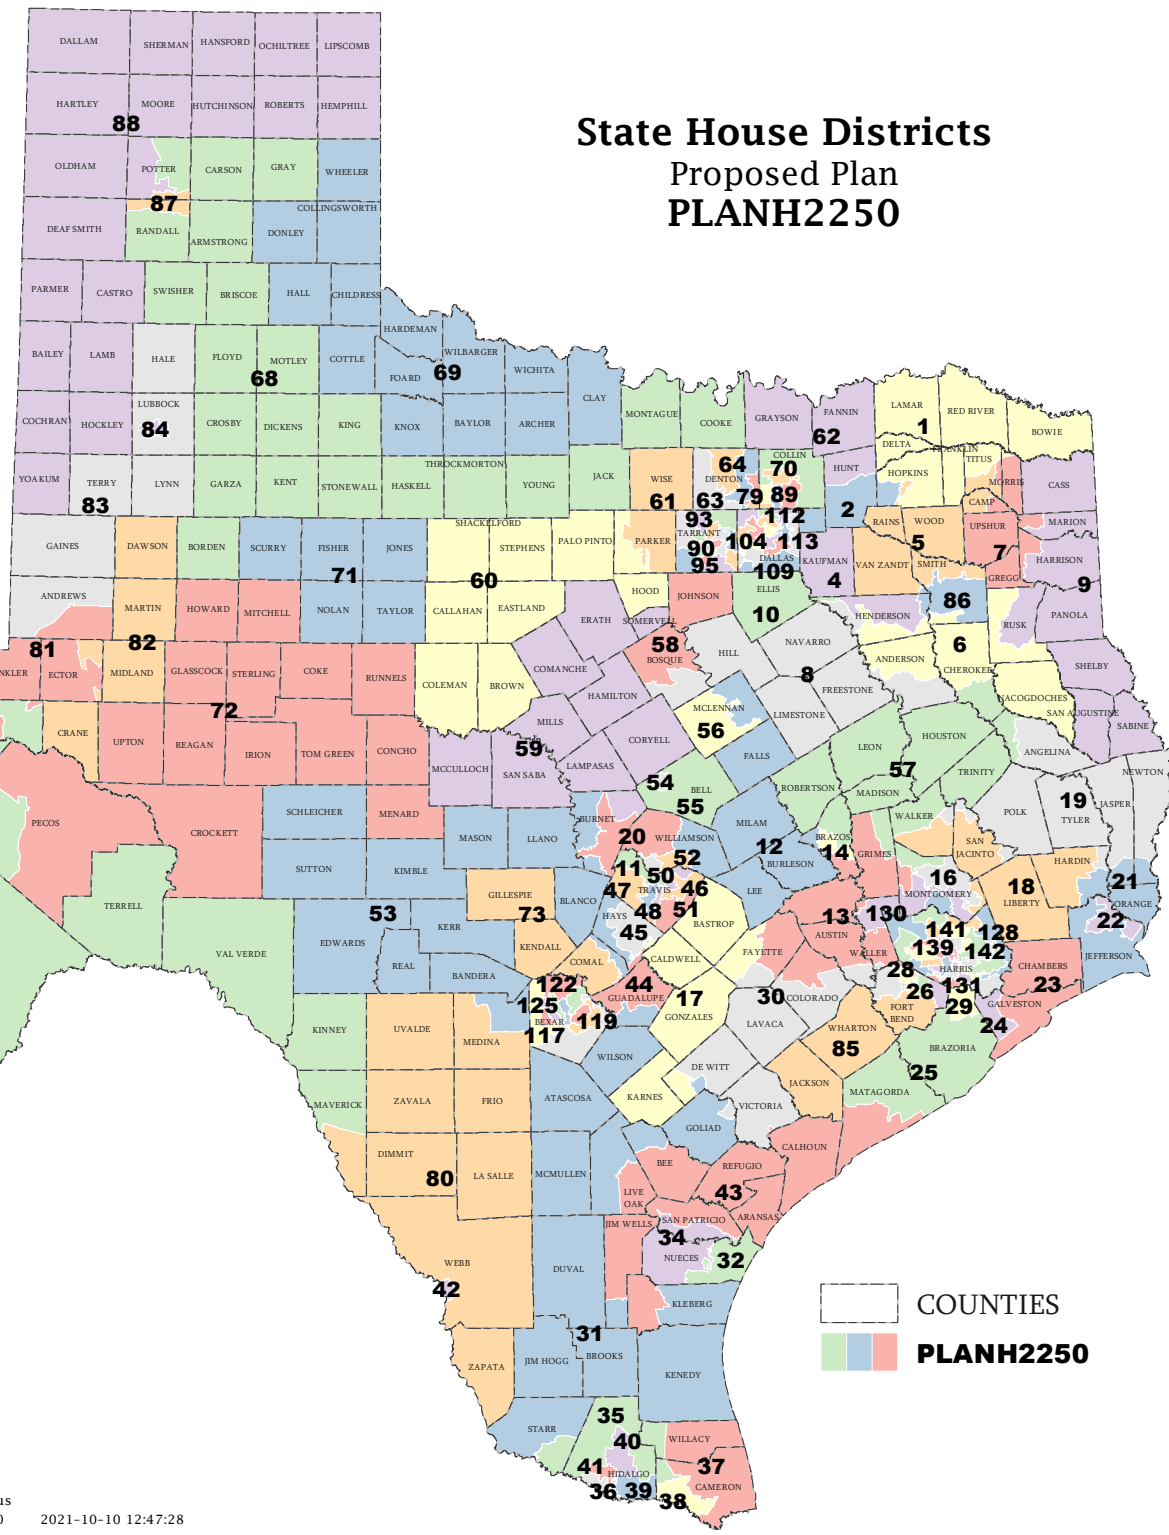 State House Districts
Proposed Plan
PLANH2250
DALLAM SHERMAN HANSFORD OCHILTREE LIPSCOMB
HARTLEY MOORE HUTCHINSON ROBERTS HEMPHILL
88
OLDHAM POTTER CARSON GRAY WHEELER
87
COLLINGSWORTH
DEAF SMITH RANDALL ARMSTRONG DONLEY
PARMER CASTRO SWISHER BRISCOE HALL CHILDRESS
HARDEMAN
BAILEY LAMB HALE FLOYD MOTLEY COTTLE WILBARGER
FOARD 69 WICHITA
68
COCHRAN HOCKLEY LUBBOCK CROSBY DICKENS KING KNOX BAYLOR ARCHER CLAY MONTAGUE COOKE GRAYSON FANNIN LAMAR RED RIVER
84 62 1 BOWIE
DELTA FRANKLIN TITUS
YOAKUM TERRY LYNN GARZA KENT STONEWALL HASKELL THROCKMORTON YOUNG JACK WISE DENTON COLLIN HUNT HOPKINS MORRIS CASS
83 61 63 64 79 70 89 2 CAMP
GAINES DAWSON BORDEN SCURRY FISHER JONES SHACKELFORD STEPHENS PALO PINTO PARKER TARRANT DALLAS RAINS WOOD UPSHUR MARION
93 90 95 104 112 113 109 KAUFMAN VAN ZANDT 5 SMITH 7 GREGG HARRISON
71 60 4 9
ANDREWS MARTIN HOWARD MITCHELL NOLAN TAYLOR CALLAHAN EASTLAND HOOD JOHNSON ELLIS HENDERSON 86 RUSK PANOLA
ERATH SOMERVELL 10
81 82 58 NAVARRO 6
NKLER ECTOR MIDLAND GLASSCOCK STERLING COKE RUNNELS COLEMAN BROWN COMANCHE BOSQUE HILL 8 ANDERSON CHEROKEE SHELBY
72 HAMILTON FREESTONE NACOGDOCHES
CRANE UPTON REAGAN IRION TOM GREEN CONCHO MILLS CORYELL MCLENNAN LIMESTONE SAN AUGUSTINE SABINE
59 56 LEON HOUSTON ANGELINA
MCCULLOCH SAN SABA LAMPASAS FALLS 57 TRINITY NEWTON
54 BELL ROBERTSON MADISON
55
PECOS CROCKETT SCHLEICHER MENARD BURNET MILAM WALKER POLK 19 TYLER JASPER
MASON LLANO 20 WILLIAMSON 12 BRAZOS 14 GRIMES SAN JACINTO HARDIN
SUTTON KIMBLE 11 52 50 BURLESON 16 18 21
GILLESPIE 47 TRAVIS 46 LEE MONTGOMERY LIBERTY ORANGE
TERRELL 53 73 BLANCO 48 51 13 130 22
HAYS BASTROP 141 128
VAL VERDE EDWARDS KERR 45 AUSTIN 139 142
KENDALL COMAL CALDWELL FAYETTE WALLER HARRIS JEFFERSON
REAL BANDERA 28 CHAMBERS
122 44 131 23
GUADALUPE 17 30 COLORADO 26 29
125 119 FORT BEND GALVESTON
KINNEY UVALDE MEDINA BEXAR 117 GONZALES LAVACA WHARTON 24
85 BRAZORIA
WILSON DE WITT 25
MAVERICK ZAVALA FRIO ATASCOSA KARNES JACKSON MATAGORDA
VICTORIA
GOLIAD
DIMMIT CALHOUN
80 LA SALLE MCMULLEN BEE REFUGIO
LIVE OAK 43
JIM WELLS SAN PATRICIO ARANSAS
34
WEBB DUVAL NUECES 32
42
COUNTIES
KLEBERG
31
PLANH2250
ZAPATA JIM HOGG BROOKS KENEDY
35
STARR 40 WILLACY
41 HIDALGO 37
36 39 38 CAMERON
us
0 2021-10-10 12:47:28